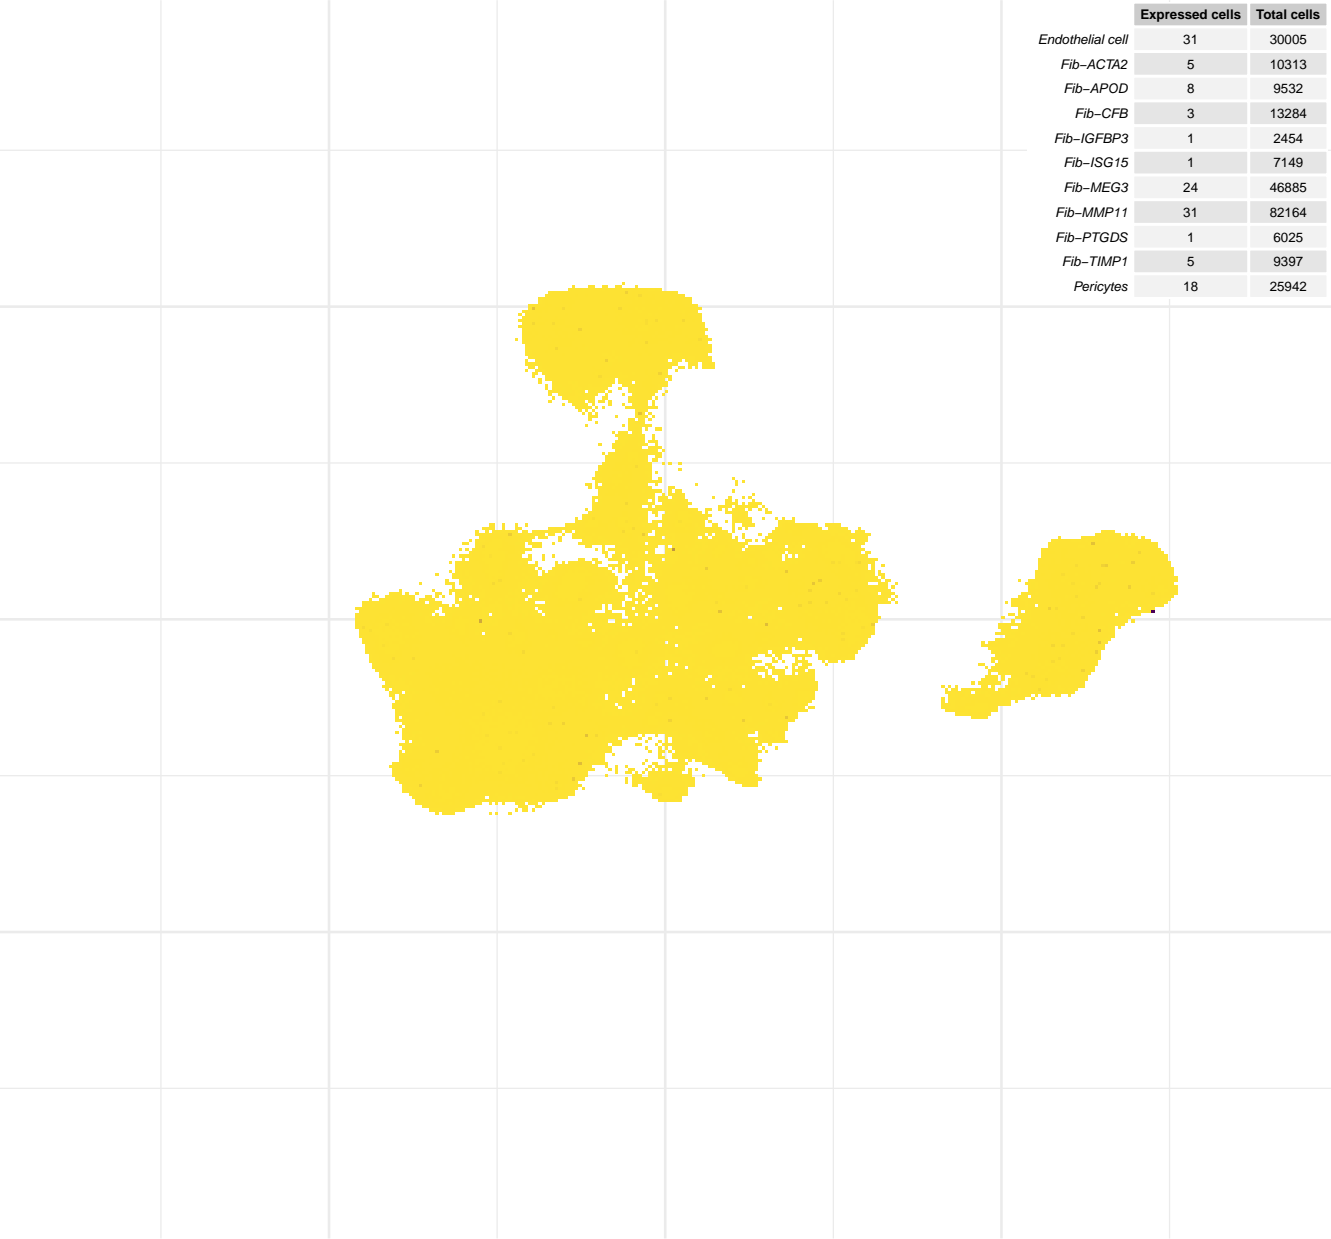 Expressed cells Total cells
Endothelial cell 31 30005
Fib−ACTA2 5 10313
Fib−APOD 8 9532
Fib−CFB 3 13284
Fib−IGFBP3 1 2454
Fib−ISG15 1 7149
Fib−MEG3 24 46885
Fib−MMP11 31 82164
Fib−PTGDS 1 6025
Fib−TIMP1 5 9397
Pericytes 18 25942